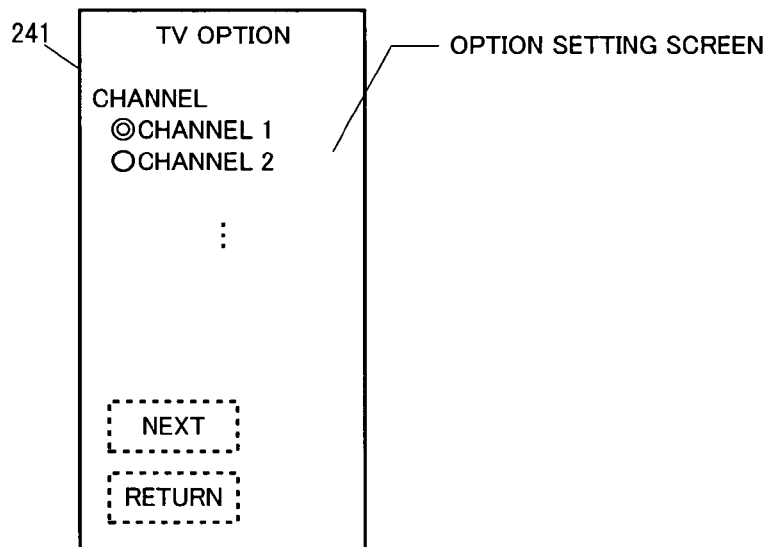 241
TV OPTION
OPTION SETTING SCREEN
CHANNEL
◎CHANNEL 1
○CHANNEL 2
⋮
NEXT
RETURN